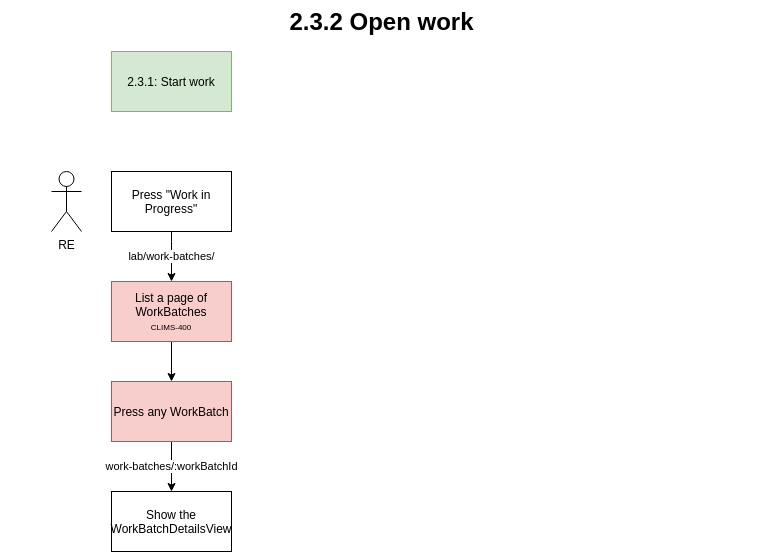 2.3.2 Open work
2.3.1: Start work
Press "Work in
Progress"
RE
lab/work-batches/
List a page of
WorkBatches
CLIMS-400
Press any WorkBatch
work-batches/:workBatchId
Show the
WorkBatchDetailsView